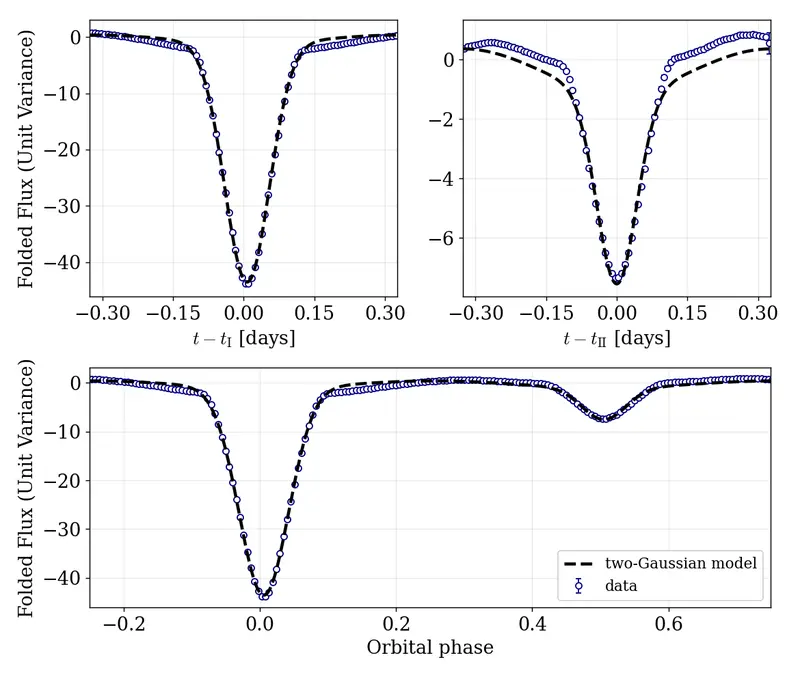 Folded Flux (Unit Variance)
0
−10
−20
−30
−40
−0.30 −0.15 0.00 0.15 0.30
t − tI [days]
0
−2
−4
−6
−0.30 −0.15 0.00 0.15 0.30
t − tII [days]
Folded Flux (Unit Variance)
0
−10
−20
−30
−40
−0.2 0.0 0.2 0.4 0.6
Orbital phase
two-Gaussian model
data